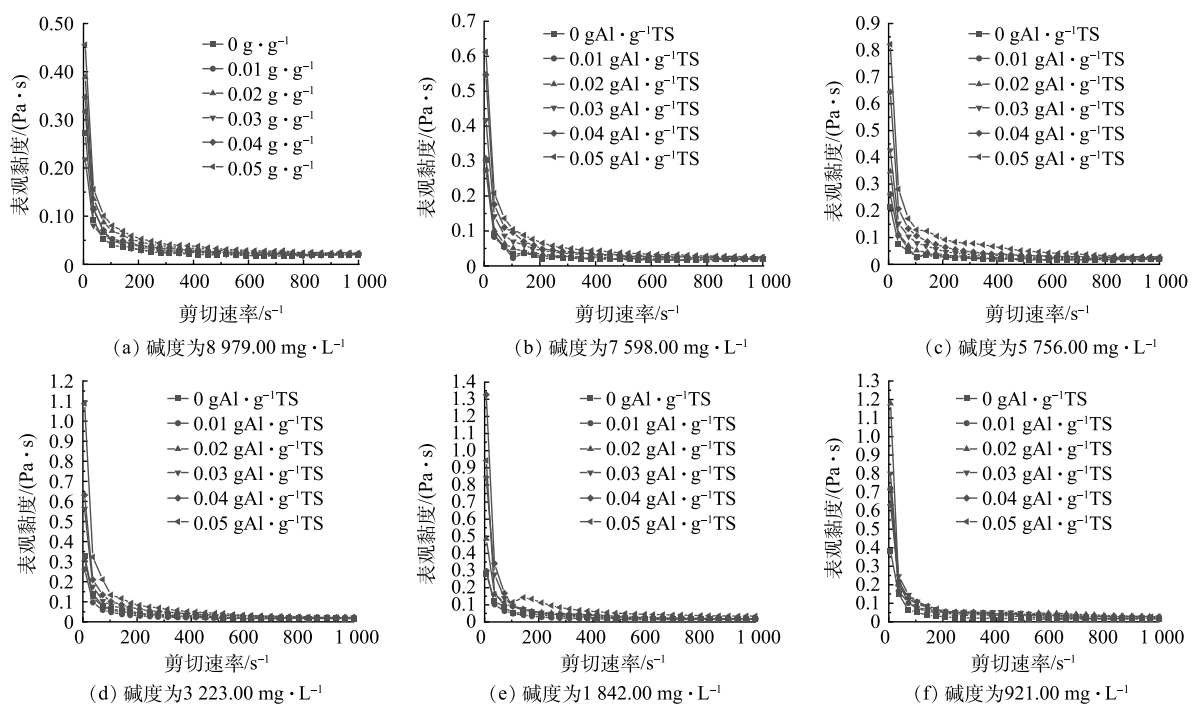 0.50
0.40
0.30
0.20
0.10
0
表观黏度/(Pa·s)
0 g·g⁻¹
0.01 g·g⁻¹
0.02 g·g⁻¹
0.03 g·g⁻¹
0.04 g·g⁻¹
0.05 g·g⁻¹
0 200 400 600 800 1 000
剪切速率/s⁻¹
(a) 碱度为8 979.00 mg·L⁻¹
0.7
0.6
0.5
0.4
0.3
0.2
0.1
0
表观黏度/(Pa·s)
0 gAl·g⁻¹TS
0.01 gAl·g⁻¹TS
0.02 gAl·g⁻¹TS
0.03 gAl·g⁻¹TS
0.04 gAl·g⁻¹TS
0.05 gAl·g⁻¹TS
0 200 400 600 800 1 000
剪切速率/s⁻¹
(b) 碱度为7 598.00 mg·L⁻¹
0.9
0.8
0.7
0.6
0.5
0.4
0.3
0.2
0.1
0
表观黏度/(Pa·s)
0 gAl·g⁻¹TS
0.01 gAl·g⁻¹TS
0.02 gAl·g⁻¹TS
0.03 gAl·g⁻¹TS
0.04 gAl·g⁻¹TS
0.05 gAl·g⁻¹TS
0 200 400 600 800 1 000
剪切速率/s⁻¹
(c) 碱度为5 756.00 mg·L⁻¹
1.2
1.1
1.0
0.9
0.8
0.7
0.6
0.5
0.4
0.3
0.2
0.1
0
表观黏度/(Pa·s)
0 gAl·g⁻¹TS
0.01 gAl·g⁻¹TS
0.02 gAl·g⁻¹TS
0.03 gAl·g⁻¹TS
0.04 gAl·g⁻¹TS
0.05 gAl·g⁻¹TS
0 200 400 600 800 1 000
剪切速率/s⁻¹
(d) 碱度为3 223.00 mg·L⁻¹
1.4
1.3
1.2
1.1
1.0
0.9
0.8
0.7
0.6
0.5
0.4
0.3
0.2
0.1
0
表观黏度/(Pa·s)
0 gAl·g⁻¹TS
0.01 gAl·g⁻¹TS
0.02 gAl·g⁻¹TS
0.03 gAl·g⁻¹TS
0.04 gAl·g⁻¹TS
0.05 gAl·g⁻¹TS
0 200 400 600 800 1 000
剪切速率/s⁻¹
(e) 碱度为1 842.00 mg·L⁻¹
1.3
1.2
1.1
1.0
0.9
0.8
0.7
0.6
0.5
0.4
0.3
0.2
0.1
0
表观黏度/(Pa·s)
0 gAl·g⁻¹TS
0.01 gAl·g⁻¹TS
0.02 gAl·g⁻¹TS
0.03 gAl·g⁻¹TS
0.04 gAl·g⁻¹TS
0.05 gAl·g⁻¹TS
0 200 400 600 800 1 000
剪切速率/s⁻¹
(f) 碱度为921.00 mg·L⁻¹